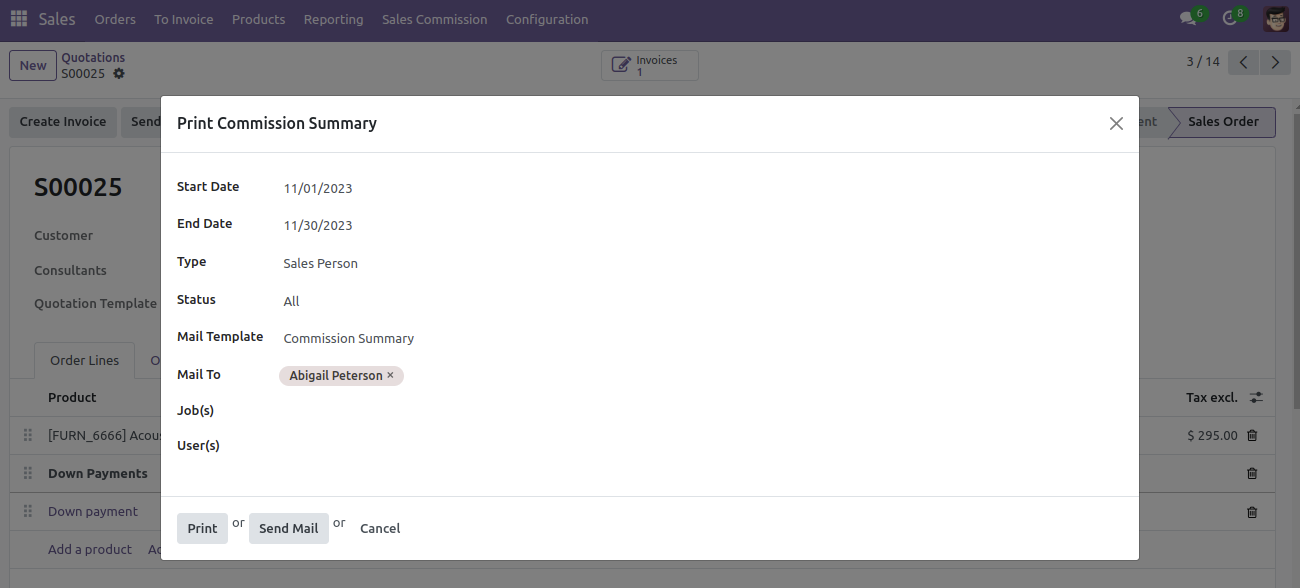 Sales Orders To Invoice Products Reporting Sales Commission Configuration 6 8
New Quotations Invoices 3 / 14
S00025 1
Create Invoice Send ent Sales Order
Print Commission Summary
S00025
Customer
Consultants
Quotation Template
Start Date 11/01/2023
End Date 11/30/2023
Type Sales Person
Status All
Mail Template Commission Summary
Mail To Abigail Peterson ×
Job(s)
User(s)
Order Lines O
Product Tax excl.
[FURN_6666] Acous $ 295.00
Down Payments
Down payment
Add a product Ac
Print or Send Mail or Cancel